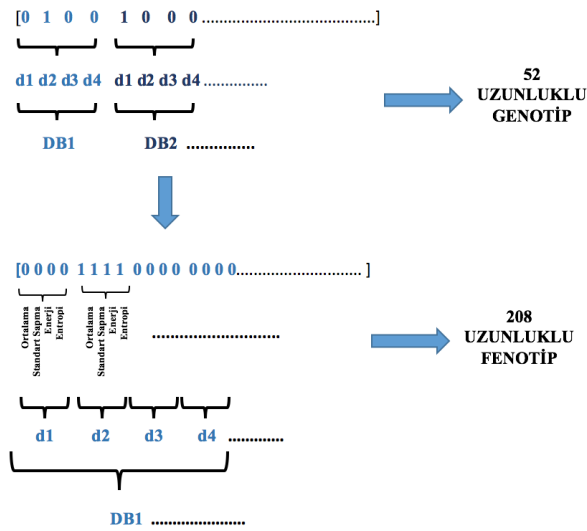 [0 1 0 0 1 0 0 0.............................................]
d1 d2 d3 d4 d1 d2 d3 d4 ................
DB1 DB2 ...............
52
UZUNLUKLU
GENOTİP
[0 0 0 0 1 1 1 1 0 0 0 0 0 0 0 0............................... ]
Ortalama
Standart Sapma
Enerji
Entropi
Ortalama
Standart Sapma
Enerji
Entropi
............................
208
UZUNLUKLU
FENOTİP
d1 d2 d3 d4 ............
DB1 .....................